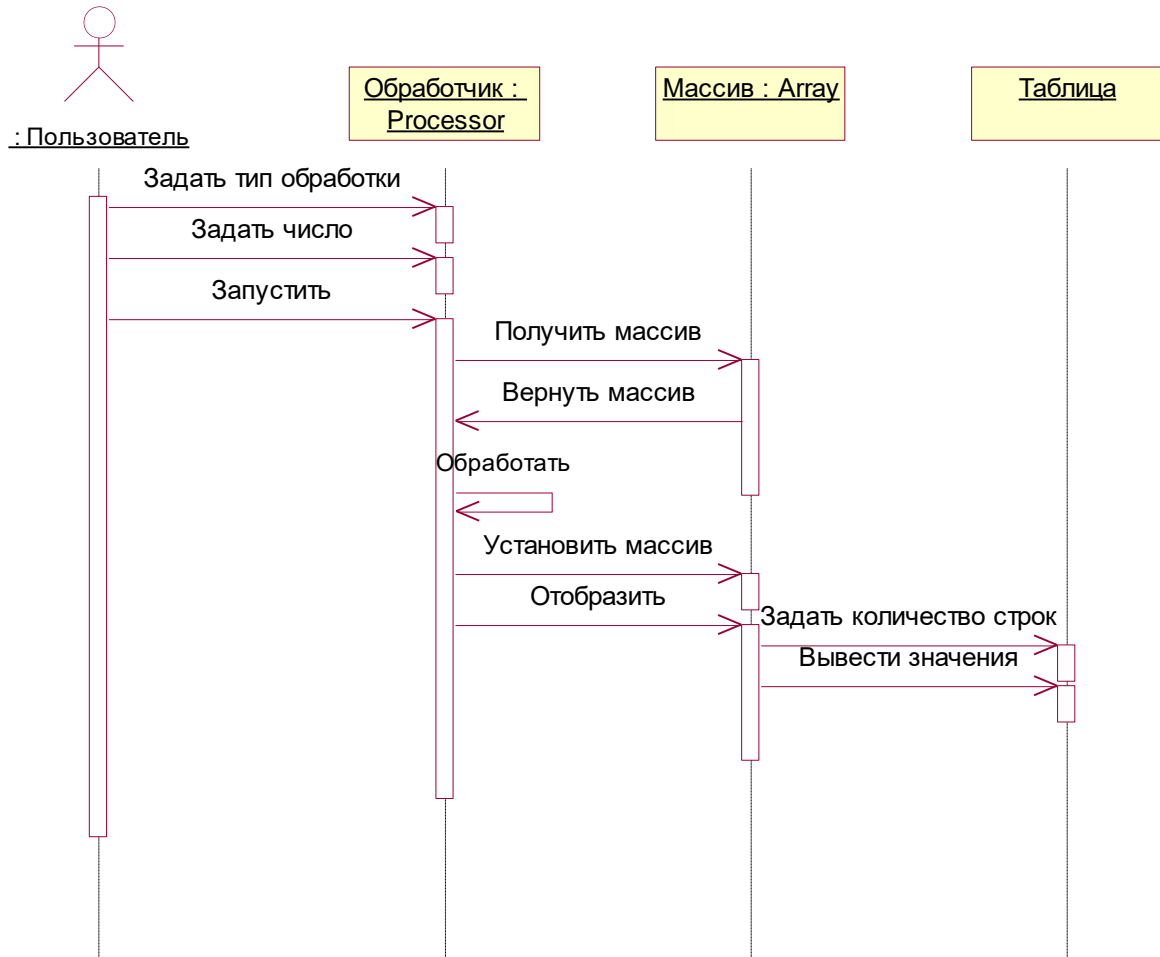 : Пользователь
Обработчик :
Processor
Массив : Array
Таблица
Задать тип обработки
Задать число
Запустить
Получить массив
Вернуть массив
Обработать
Установить массив
Отобразить
Задать количество строк
Вывести значения